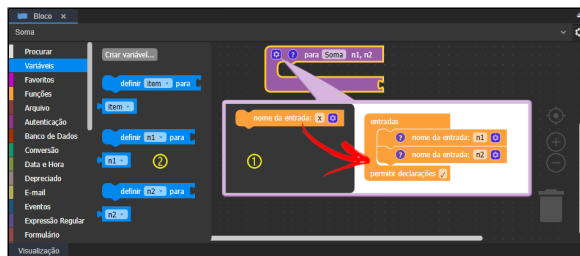 Bloco x
Soma
Procurar
Variáveis
Favoritos
Funções
Arquivo
Autenticação
Banco de Dados
Conversão
Data e Hora
Depreciado
E-mail
Eventos
Expressão Regular
Formulário
Criar variável...
definir item para
item
definir n1 para
n1
2
definir n2 para
n2
? para Soma n1, n2
nome da entrada: x
1
entradas
? nome da entrada: n1
? nome da entrada: n2
permitir declarações
Visualização